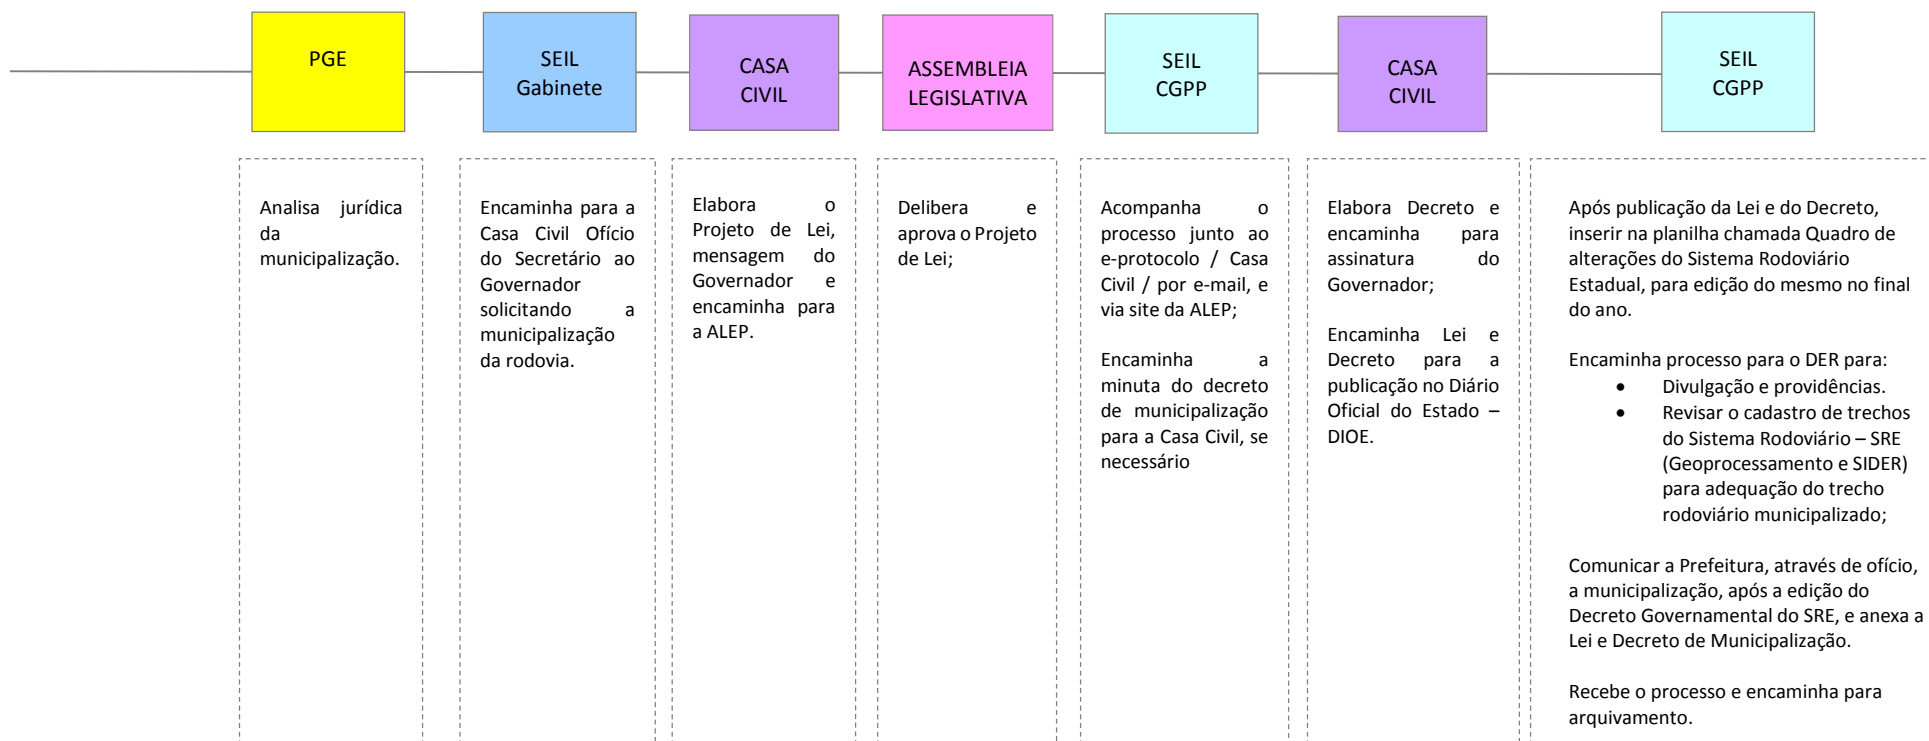 PGE
SEIL
Gabinete
CASA
CIVIL
ASSEMBLEIA
LEGISLATIVA
SEIL
CGPP
CASA
CIVIL
SEIL
CGPP
Analisa jurídica
da
municipalização.
Encaminha para a
Casa Civil Ofício
do Secretário ao
Governador
solicitando a
municipalização
da rodovia.
Elabora o
Projeto de Lei,
mensagem do
Governador e
encaminha para
a ALEP.
Delibera e
aprova o Projeto
de Lei;
Acompanha o
processo junto ao
e-protocolo / Casa
Civil / por e-mail, e
via site da ALEP;
Encaminha a
minuta do decreto
de municipalização
para a Casa Civil, se
necessário
Elabora Decreto e
encaminha para
assinatura do
Governador;
Encaminha Lei e
Decreto para a
publicação no Diário
Oficial do Estado –
DIOE.
Após publicação da Lei e do Decreto,
inserir na planilha chamada Quadro de
alterações do Sistema Rodoviário
Estadual, para edição do mesmo no final
do ano.
Encaminha processo para o DER para:
• Divulgação e providências.
• Revisar o cadastro de trechos
do Sistema Rodoviário – SRE
(Geoprocessamento e SIDER)
para adequação do trecho
rodoviário municipalizado;
Comunicar a Prefeitura, através de ofício,
a municipalização, após a edição do
Decreto Governamental do SRE, e anexa a
Lei e Decreto de Municipalização.
Recebe o processo e encaminha para
arquivamento.